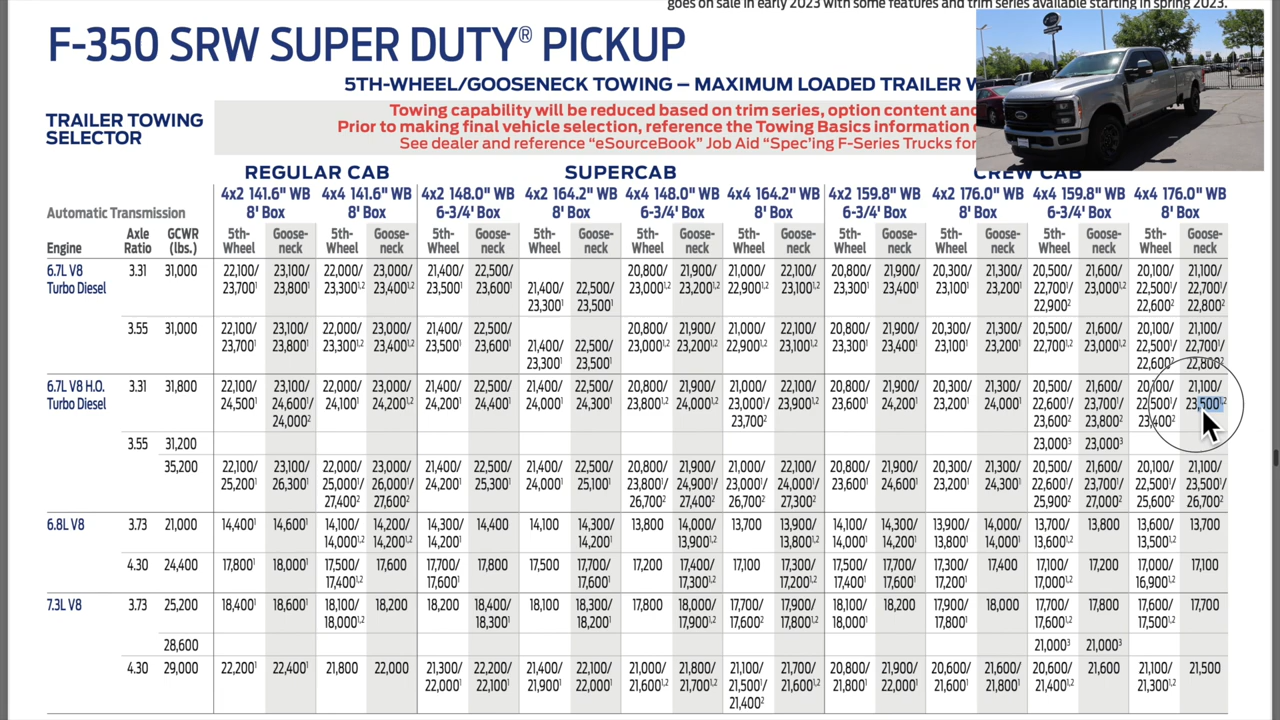 goes on sale in early 2023 with some features and trim series available starting in spring 2023.
F-350 SRW SUPER DUTY® PICKUP
5TH-WHEEL/GOOSENECK TOWING – MAXIMUM LOADED TRAILER
TRAILER TOWING
SELECTOR
Towing capability will be reduced based on trim series, option content and
Prior to making final vehicle selection, reference the Towing Basics information
See dealer and reference “eSourceBook” Job Aid “Spec’ing F-Series Trucks for
REGULAR CAB SUPERCAB CREW CAB
4x2 141.6" WB 4x4 141.6" WB 4x2 148.0" WB 4x2 164.2" WB 4x4 148.0" WB 4x4 164.2" WB 4x2 159.8" WB 4x2 176.0" WB 4x4 159.8" WB 4x4 176.0" WB
Automatic Transmission 8' Box 8' Box 6-3/4' Box 8' Box 6-3/4' Box 8' Box 6-3/4' Box 8' Box 6-3/4' Box 8' Box
Axle GCWR 5th- Goose- 5th- Goose- 5th- Goose- 5th- Goose- 5th- Goose- 5th- Goose- 5th- Goose- 5th- Goose- 5th- Goose- 5th- Goose-
Engine Ratio (lbs.) Wheel neck Wheel neck Wheel neck Wheel neck Wheel neck Wheel neck Wheel neck Wheel neck Wheel neck Wheel neck
6.7L V8 3.31 31,000 22,100/ 23,100/ 22,000/ 23,000/ 21,400/ 22,500/ 20,800/ 21,900/ 21,000/ 22,100/ 20,800/ 21,900/ 20,300/ 21,300/ 20,500/ 21,600/ 20,100/ 21,100/
Turbo Diesel 23,700¹ 23,800¹ 23,300¹,² 23,400¹,² 23,500¹ 23,600¹ 21,400/ 22,500/ 23,000¹,² 23,200¹,² 22,900¹,² 23,100¹,² 23,300¹ 23,400¹ 23,100¹ 23,200¹ 22,700¹/ 23,000¹,² 22,500¹/ 22,700¹/
23,300¹ 23,500¹ 22,900² 22,600² 22,800²
3.55 31,000 22,100/ 23,100/ 22,000/ 23,000/ 21,400/ 22,500/ 20,800/ 21,900/ 21,000/ 22,100/ 20,800/ 21,900/ 20,300/ 21,300/ 20,500/ 21,600/ 20,100/ 21,100/
23,700¹ 23,800¹ 23,300¹,² 23,400¹,² 23,500¹ 23,600¹ 21,400/ 22,500/ 23,000¹,² 23,200¹,² 22,900¹,² 23,100¹,² 23,300¹ 23,400¹ 23,100¹ 23,200¹ 22,700¹,² 23,000¹,² 22,500¹/ 22,700¹/
23,300¹ 23,500¹ 22,600² 22,800²
6.7L V8 H.O. 3.31 31,800 22,100/ 23,100/ 22,000/ 23,000/ 21,400/ 22,500/ 21,400/ 22,500/ 20,800/ 21,900/ 21,000/ 22,100/ 20,800/ 21,900/ 20,300/ 21,300/ 20,500/ 21,600/ 20,100/ 21,100/
Turbo Diesel 24,500¹ 24,600¹/ 24,100¹ 24,200¹,² 24,200¹ 24,400¹ 24,000¹ 24,300¹ 23,800¹,² 24,000¹,² 23,000¹/ 23,900¹,² 23,600¹ 24,200¹ 23,200¹ 24,000¹ 22,600¹/ 23,700¹/ 22,500¹/ 23,500¹,²
24,000² 23,700² 23,600² 23,800² 23,400²
3.55 31,200 23,000³ 23,000³
35,200 22,100/ 23,100/ 22,000/ 23,000/ 21,400/ 22,500/ 21,400/ 22,500/ 20,800/ 21,900/ 21,000/ 22,100/ 20,800/ 21,900/ 20,300/ 21,300/ 20,500/ 21,600/ 20,100/ 21,100/
25,200¹ 26,300¹ 25,000¹/ 26,000¹/ 24,200¹ 25,300¹ 24,000¹ 25,100¹ 23,800¹/ 24,900¹/ 23,000¹/ 24,000¹/ 23,600¹ 24,600¹ 23,200¹ 24,300¹ 22,600¹/ 23,700¹/ 22,500¹/ 23,500¹/
27,400² 27,600² 26,700² 27,400² 26,700² 27,300² 25,900² 27,000² 25,600² 26,700²
6.8L V8 3.73 21,000 14,400¹ 14,600¹ 14,100/ 14,200/ 14,300/ 14,400 14,100 14,300/ 13,800 14,000/ 13,700 13,900/ 14,100/ 14,300/ 13,900/ 14,000/ 13,700/ 13,800 13,600/ 13,700
14,000¹,² 14,200¹,² 14,200¹ 14,200¹ 13,900¹,² 13,800¹,² 14,000¹ 14,200¹ 13,800¹ 14,000¹ 13,600¹,² 13,500¹,²
4.30 24,400 17,800¹ 18,000¹ 17,500/ 17,600 17,700/ 17,800 17,500 17,700/ 17,200 17,400/ 17,100 17,300/ 17,500/ 17,700/ 17,300/ 17,400 17,100/ 17,200 17,000/ 17,100
17,400¹,² 17,600¹ 17,600¹ 17,300¹,² 17,200¹,² 17,400¹ 17,600¹ 17,200¹ 17,000¹,² 16,900¹,²
7.3L V8 3.73 25,200 18,400¹ 18,600¹ 18,100/ 18,200 18,200 18,400/ 18,100 18,300/ 17,800 18,000/ 17,700/ 17,900/ 18,100/ 18,200 17,900/ 18,000 17,700/ 17,800 17,600/ 17,700
18,000¹,² 18,300¹ 18,200¹ 17,900¹,² 17,600² 17,800¹,² 18,000¹ 17,800¹ 17,600¹,² 17,500¹,²
28,600 21,000³ 21,000³
4.30 29,000 22,200¹ 22,400¹ 21,800 22,000 21,300/ 22,200/ 21,400/ 22,100/ 21,000/ 21,800/ 21,100/ 21,700/ 20,800/ 21,900/ 20,600/ 21,600/ 20,600/ 21,600 21,100/ 21,500
22,000¹ 22,100¹ 21,900¹ 22,000¹ 21,600¹,² 21,700¹,² 21,500¹/ 21,600¹,² 21,800¹ 22,000¹ 21,600¹ 21,800¹ 21,400¹,² 21,300¹,²
21,400²